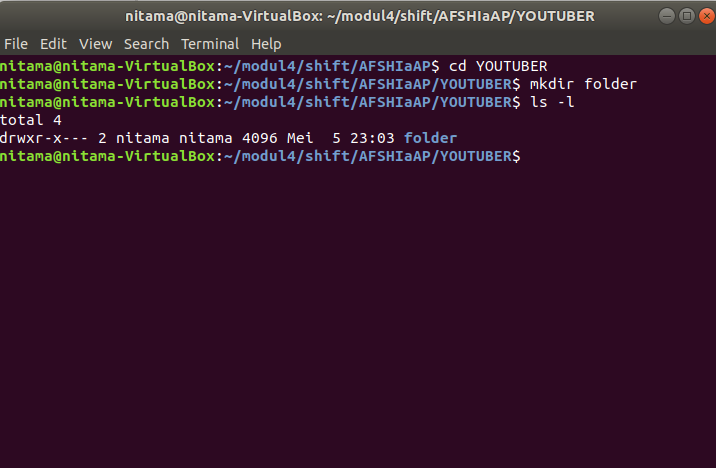 nitama@nitama-VirtualBox: ~/modul4/shift/AFSHIaAP/YOUTUBER
File Edit View Search Terminal Help
nitama@nitama-VirtualBox:~/modul4/shift/AFSHIaAP$ cd YOUTUBER
nitama@nitama-VirtualBox:~/modul4/shift/AFSHIaAP/YOUTUBER$ mkdir folder
nitama@nitama-VirtualBox:~/modul4/shift/AFSHIaAP/YOUTUBER$ ls -l
total 4
drwxr-x--- 2 nitama nitama 4096 Mei  5 23:03 folder
nitama@nitama-VirtualBox:~/modul4/shift/AFSHIaAP/YOUTUBER$